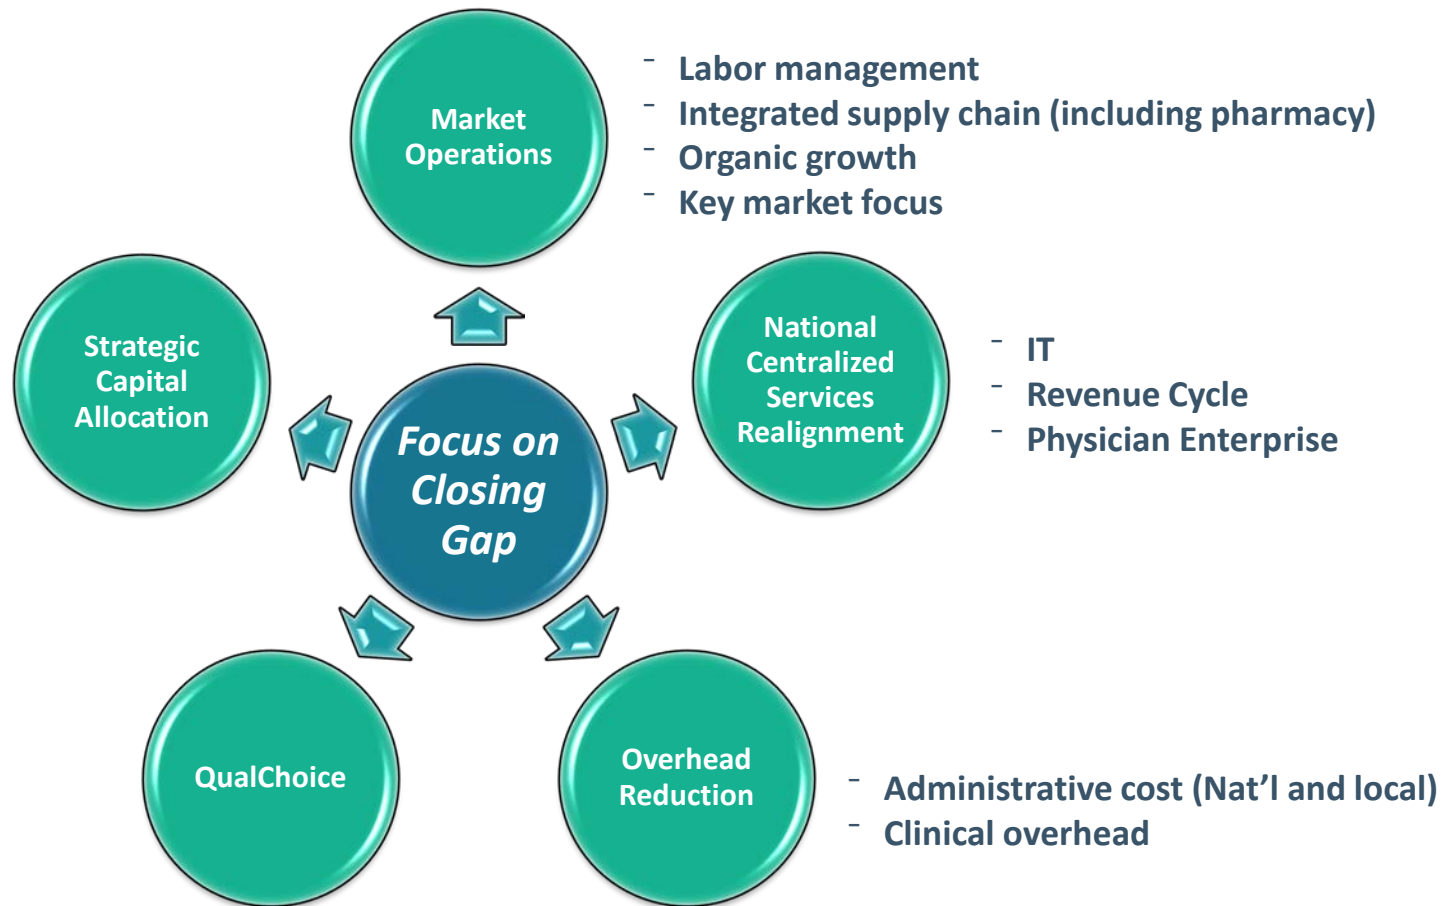 Market
Operations
- Labor management
- Integrated supply chain (including pharmacy)
- Organic growth
- Key market focus
Strategic
Capital
Allocation
National
Centralized
Services
Realignment
- IT
- Revenue Cycle
- Physician Enterprise
Focus on
Closing
Gap
QualChoice
Overhead
Reduction
- Administrative cost (Nat’l and local)
- Clinical overhead